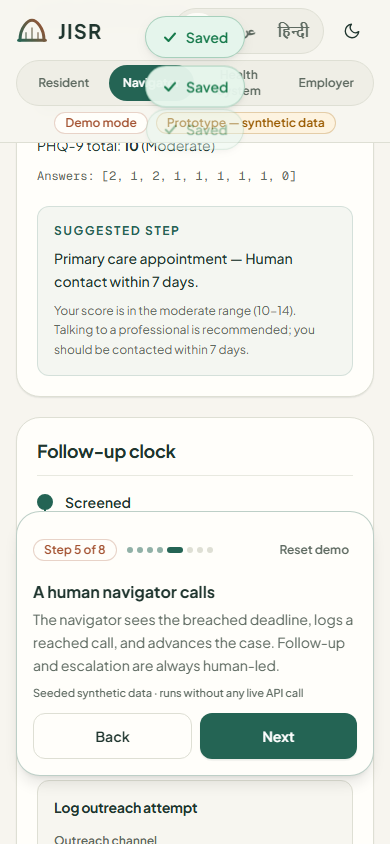 JISR
Saved
हिन्दी
Resident
Saved
Employer
Demo mode
Saved
Prototype — synthetic data
PHQ-9 total: 10 (Moderate)
Answers: [2, 1, 2, 1, 1, 1, 1, 1, 0]
SUGGESTED STEP
Primary care appointment — Human
contact within 7 days.
Your score is in the moderate range (10–14).
Talking to a professional is recommended; you
should be contacted within 7 days.
Follow-up clock
Screened
Step 5 of 8
Reset demo
A human navigator calls
The navigator sees the breached deadline, logs a
reached call, and advances the case. Follow-up
and escalation are always human-led.
Seeded synthetic data · runs without any live API call
Back
Next
Log outreach attempt
Outreach channel